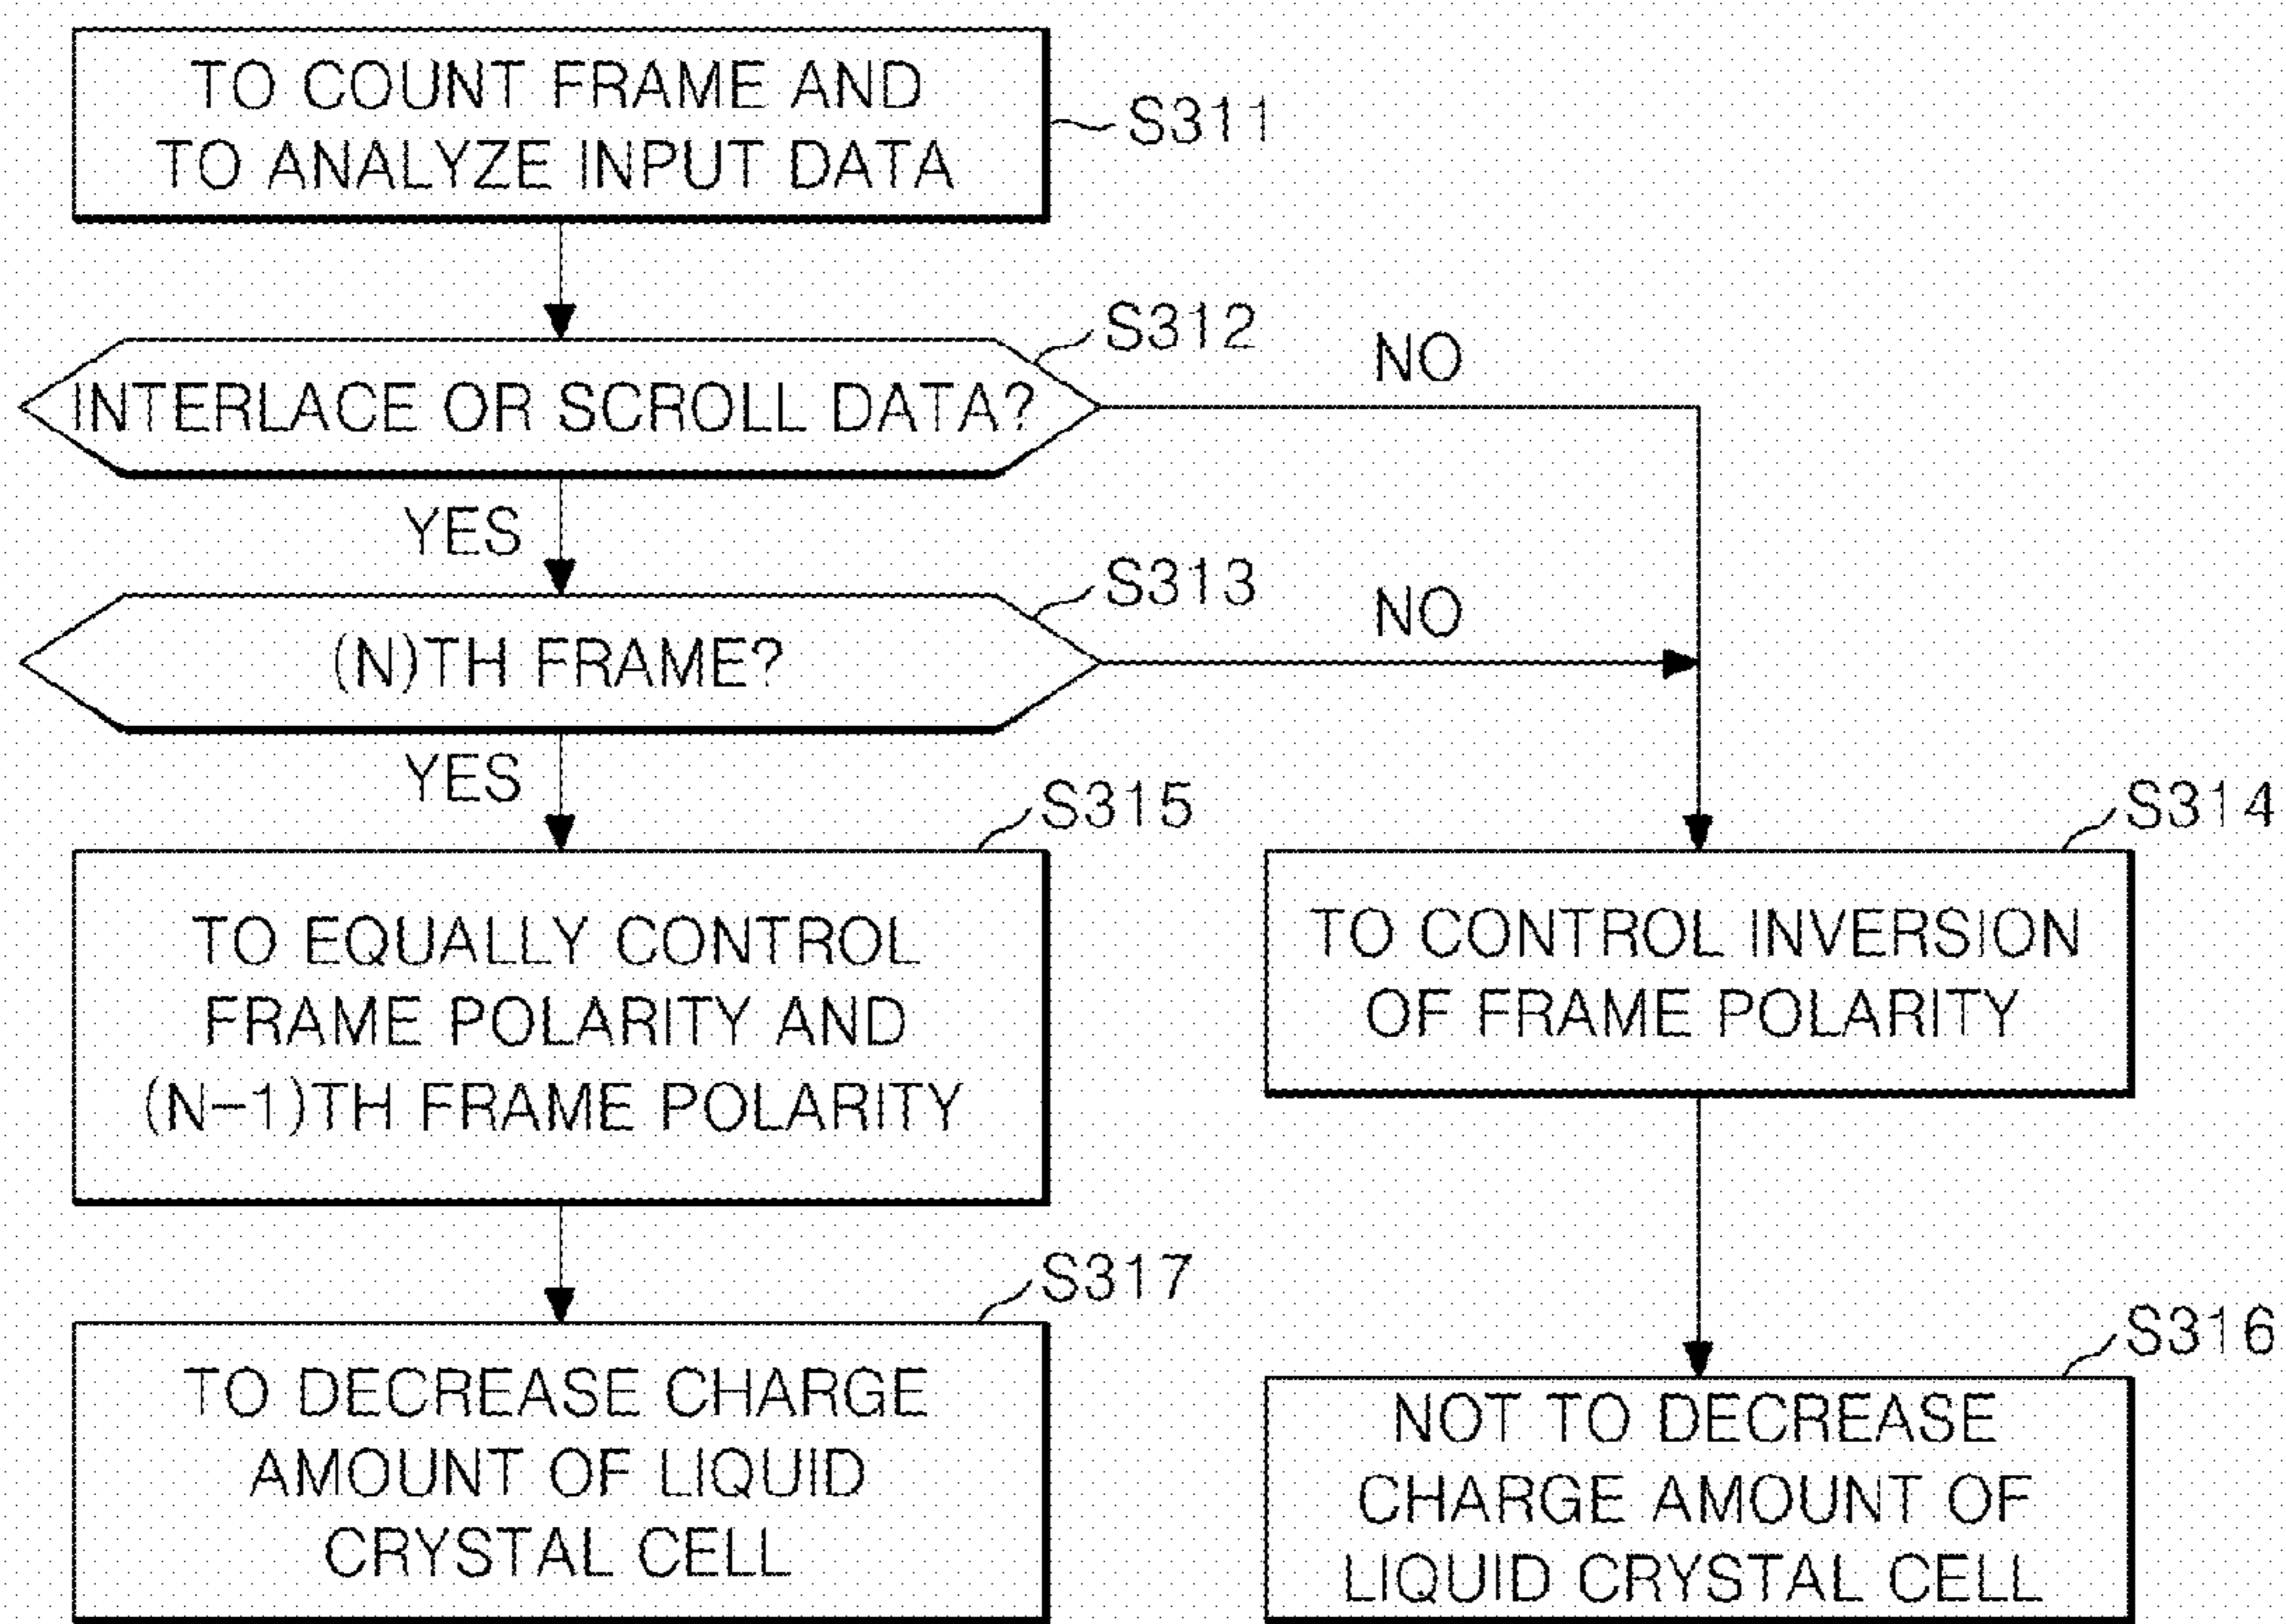 TO COUNT FRAME AND
TO ANALYZE INPUT DATA
S311
INTERLACE OR SCROLL DATA?
S312
NO
YES
(N)TH FRAME?
S313
NO
YES
S315
TO EQUALLY CONTROL
FRAME POLARITY AND
(N-1)TH FRAME POLARITY
S314
TO CONTROL INVERSION
OF FRAME POLARITY
S317
TO DECREASE CHARGE
AMOUNT OF LIQUID
CRYSTAL CELL
S316
NOT TO DECREASE
CHARGE AMOUNT OF
LIQUID CRYSTAL CELL